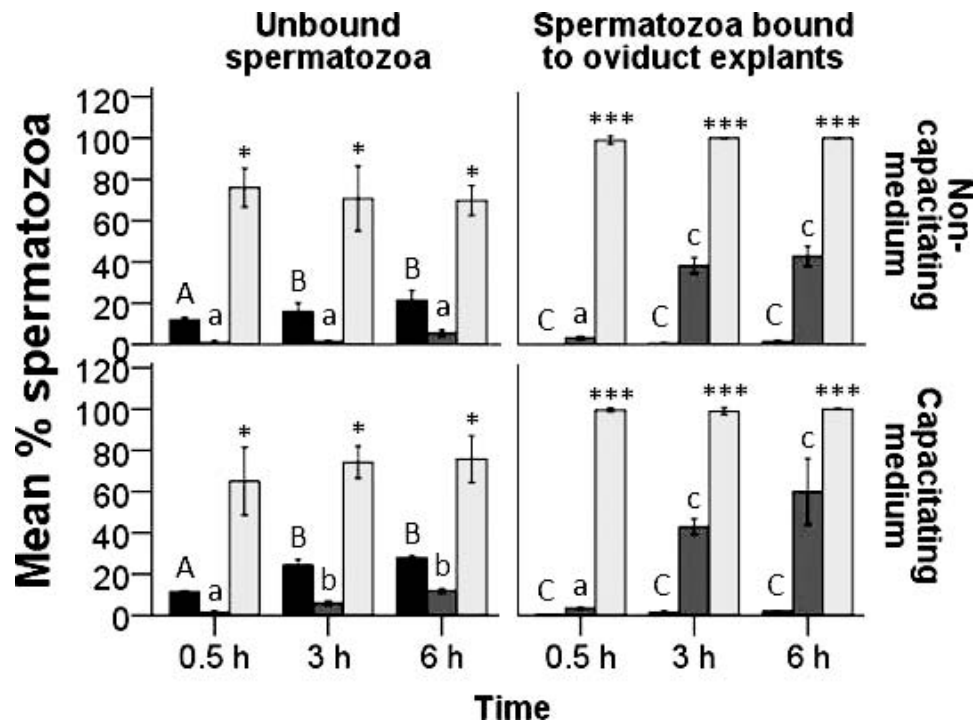 Unbound
spermatozoa
Spermatozoa bound
to oviduct explants
Mean % spermatozoa
120
100
80
60
40
20
0
A a * B a * B a *
C a *** C c *** C c ***
Non-
capacitating
medium
120
100
80
60
40
20
0
A a * B b * B b *
C a *** C c *** C c ***
Capacitating
medium
0.5 h 3 h 6 h
0.5 h 3 h 6 h
Time